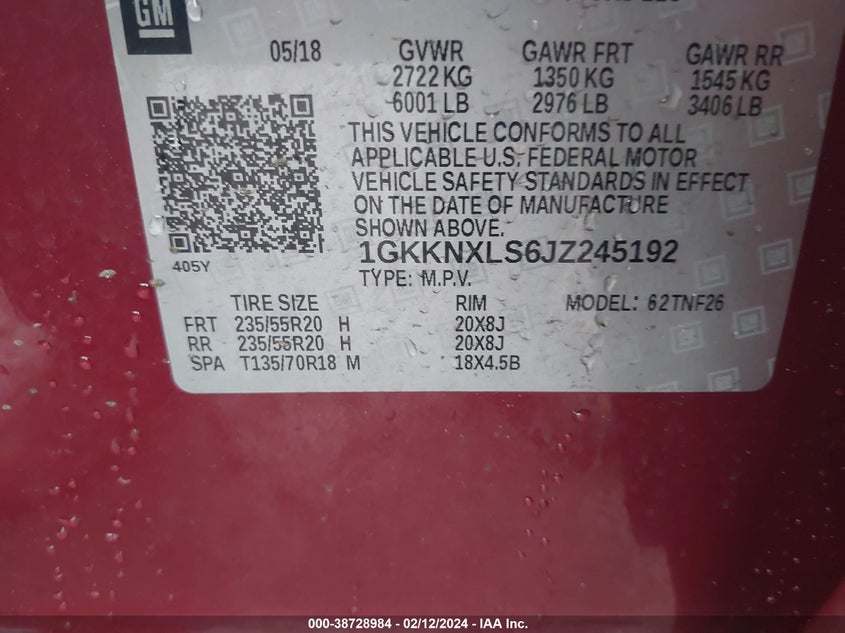 GM
05/18 GVWR GAWR FRT GAWR RR
2722 KG 1350 KG 1545 KG
6001 LB 2976 LB 3406 LB
THIS VEHICLE CONFORMS TO ALL
APPLICABLE U.S. FEDERAL MOTOR
VEHICLE SAFETY STANDARDS IN EFFECT
ON THE DATE OF MANUFACTURE
SHOWN ABOVE.
405Y
1GKKNXLS6JZ245192
TYPE: M.P.V.
TIRE SIZE RIM MODEL: 62TNF26
FRT 235/55R20 H 20X8J
RR 235/55R20 H 20X8J
SPA T135/70R18 M 18X4.5B
000-38728984 - 02/12/2024 - IAA Inc.